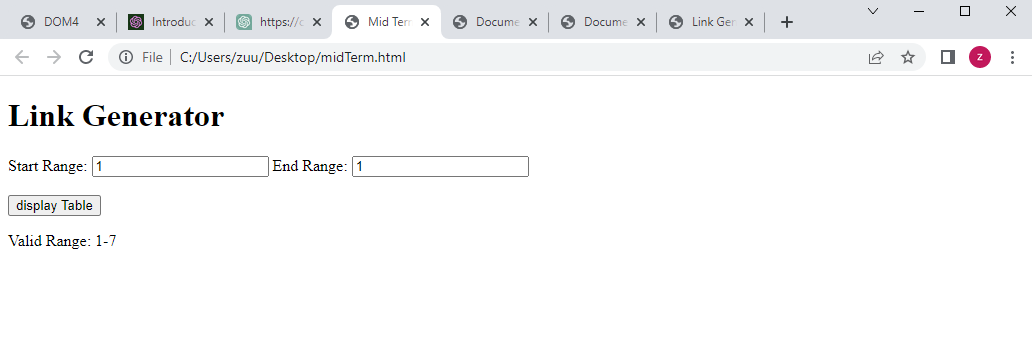 DOM4
Introduc
https://c
Mid Tern
Docume
Docume
Link Gen
File C:/Users/zuu/Desktop/midTerm.html
z
Link Generator
Start Range: 1 End Range: 1
display Table
Valid Range: 1-7